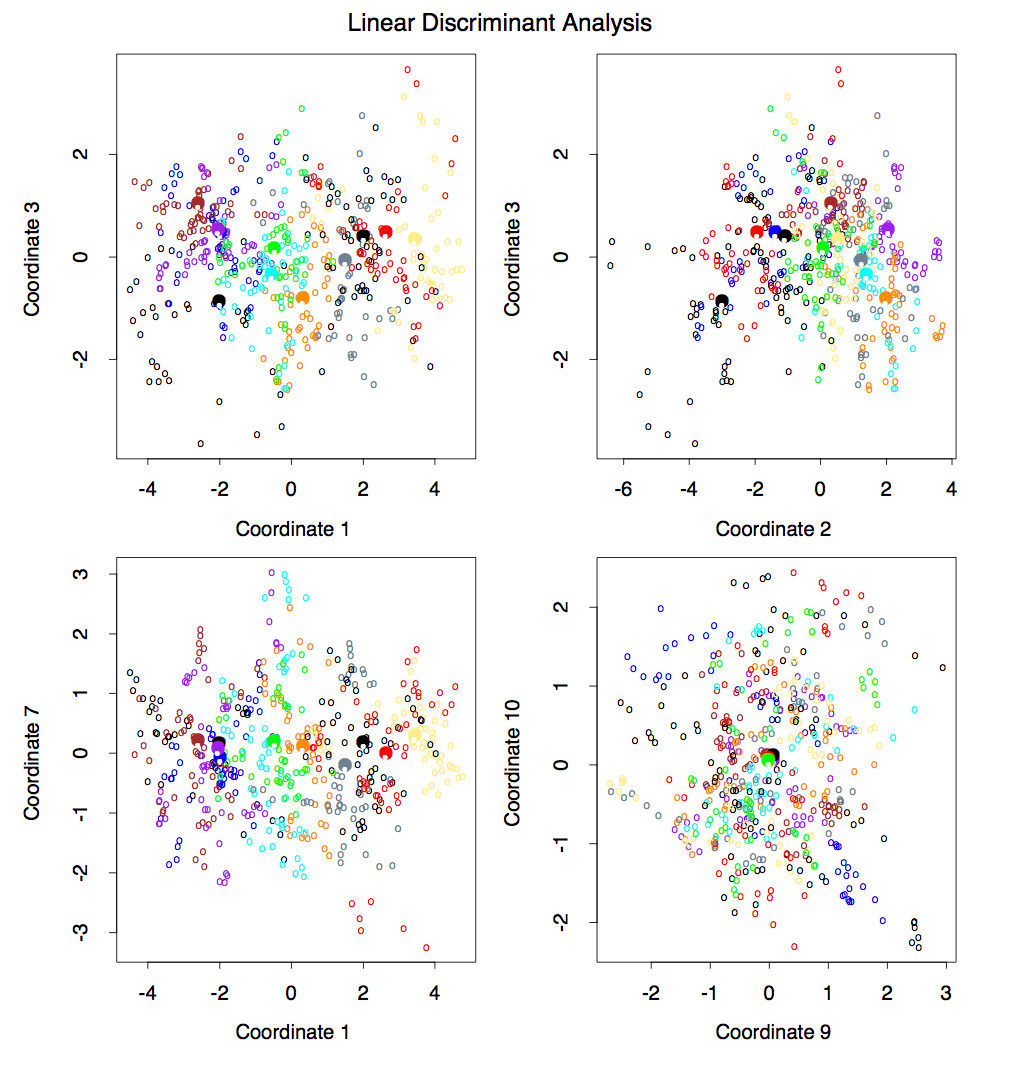 Linear Discriminant Analysis
Coordinate 3
2
0
-2
-4 -2 0 2 4
Coordinate 1
Coordinate 3
2
0
-2
-6 -4 -2 0 2 4
Coordinate 2
Coordinate 7
3
2
1
0
-1
-2
-3
-4 -2 0 2 4
Coordinate 1
Coordinate 10
2
1
0
-1
-2
-2 -1 0 1 2 3
Coordinate 9